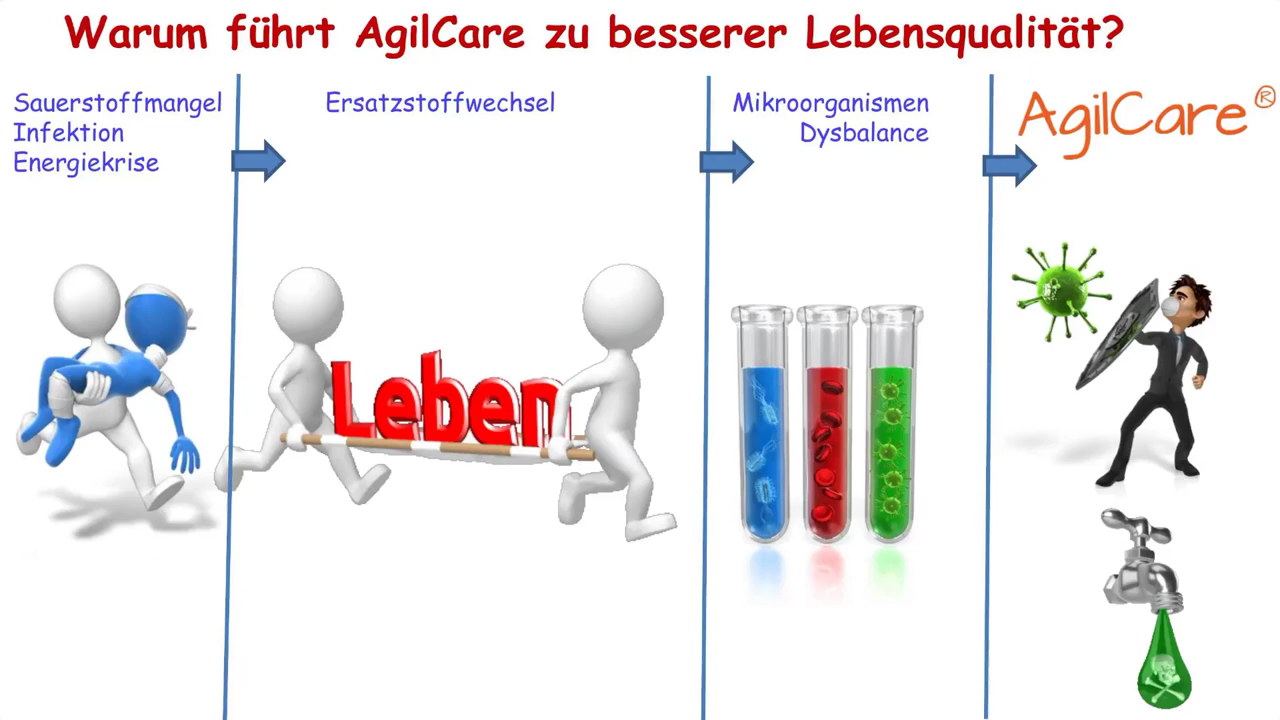 Warum führt AgilCare zu besserer Lebensqualität?
Sauerstoffmangel
Infektion
Energiekrise
Ersatzstoffwechsel
Mikroorganismen
Dysbalance
AgilCare®
Leben